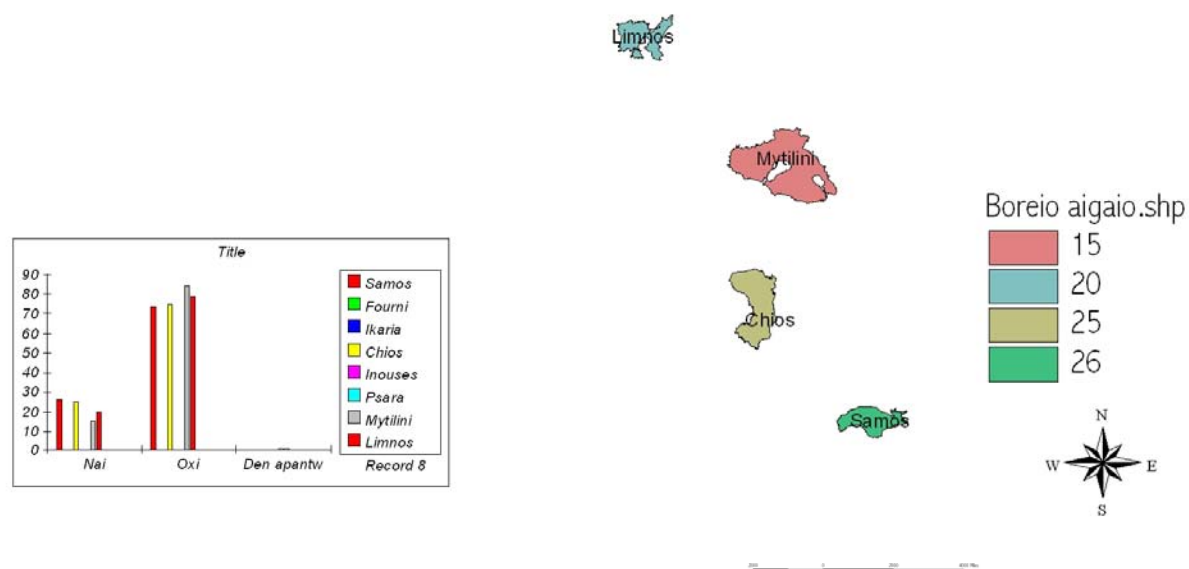 Limnos
Mytilini
Chios
Samos
Boreio aigaio.shp
15
20
25
26
N
W
E
S
Title
90
80
70
60
50
40
30
20
10
0
Nai
Oxi
Den apantw
Samos
Fourni
Ikaria
Chios
Inouses
Psara
Mytilini
Limnos
Record 8